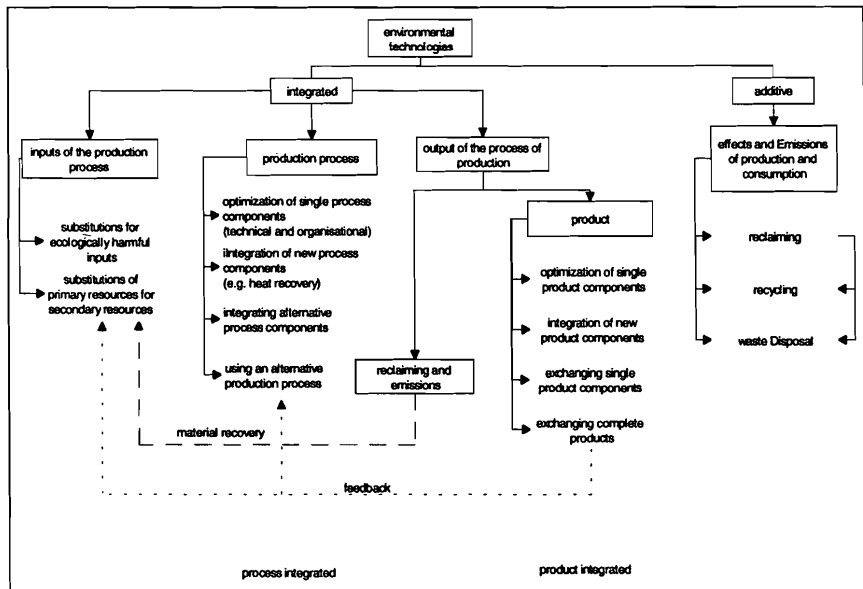 environmental
technologies
integrated
additive
inputs of the production
process
production process
output of the process of
production
effects and Emissions
of production and
consumption
substitutions for
ecologically harmful
inputs
substitutions of
primary resources for
secondary resources
optimization of single process
components
(technical and organisational)
ilntegration of new process
components
(e.g. heat recovery)
integrating alternative
process components
using an alternative
production process
reclaiming and
emissions
product
optimization of single
product components
integration of new
product components
exchanging single
product components
exchanging complete
products
reclaiming
recycling
waste Disposal
material recovery
feedback
process integrated
product integrated